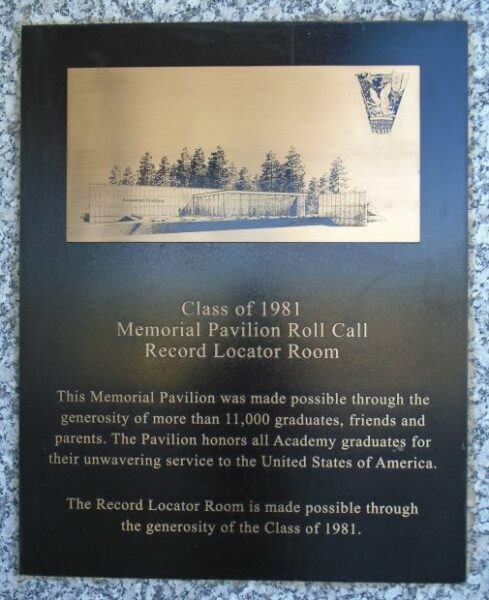 Memorial Pavilion
Class of 1981
Memorial Pavilion Roll Call
Record Locator Room
This Memorial Pavilion was made possible through the
generosity of more than 11,000 graduates, friends and
parents. The Pavilion honors all Academy graduates for
their unwavering service to the United States of America.
The Record Locator Room is made possible through
the generosity of the Class of 1981.